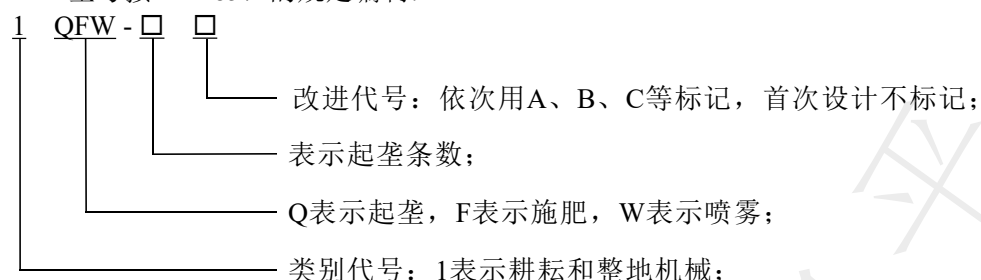 1 QFW - □ □
改进代号：依次用A、B、C等标记，首次设计不标记；
表示起垄条数；
Q表示起垄，F表示施肥，W表示喷雾；
类别代号：1表示耕耘和整地机械；